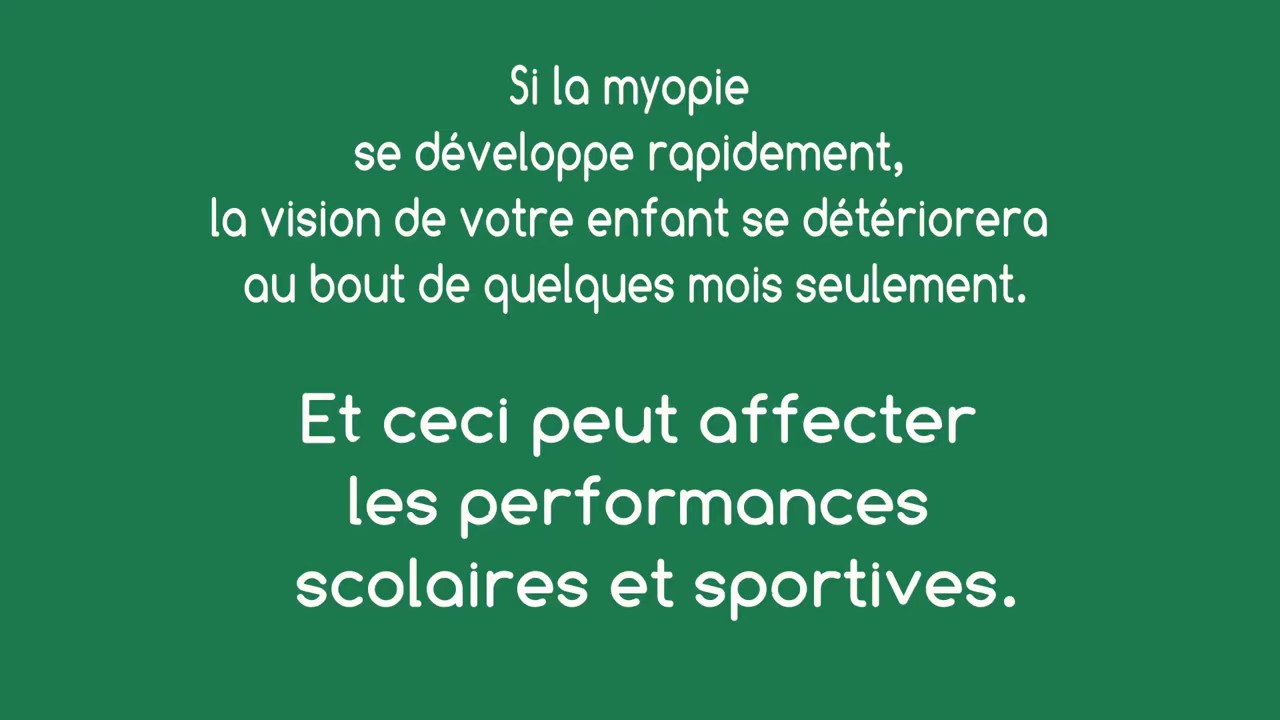 Si la myopie
se développe rapidement,
la vision de votre enfant se détériorera
au bout de quelques mois seulement.
Et ceci peut affecter
les performances
scolaires et sportives.